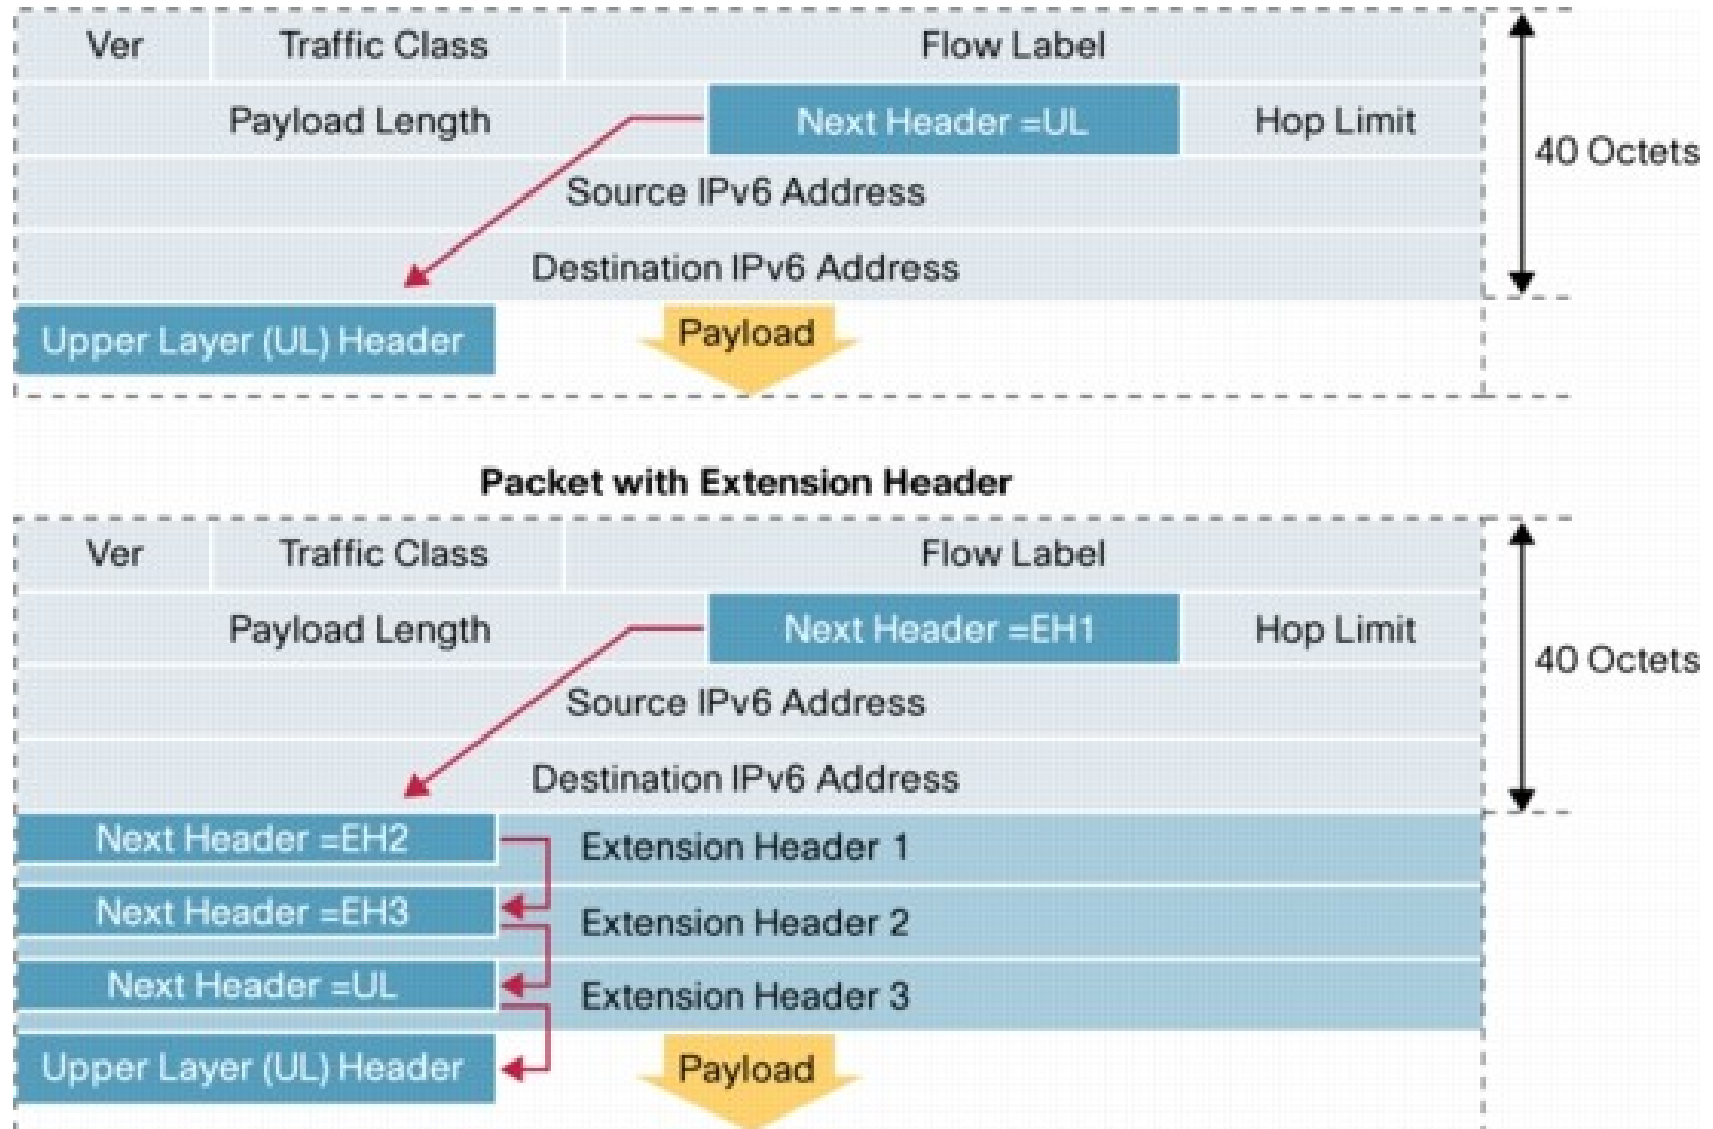 Ver Traffic Class Flow Label
Payload Length Next Header =UL Hop Limit
40 Octets
Source IPv6 Address
Destination IPv6 Address
Upper Layer (UL) Header Payload
Packet with Extension Header
Ver Traffic Class Flow Label
Payload Length Next Header =EH1 Hop Limit
40 Octets
Source IPv6 Address
Destination IPv6 Address
Next Header =EH2 Extension Header 1
Next Header =EH3 Extension Header 2
Next Header =UL Extension Header 3
Upper Layer (UL) Header Payload